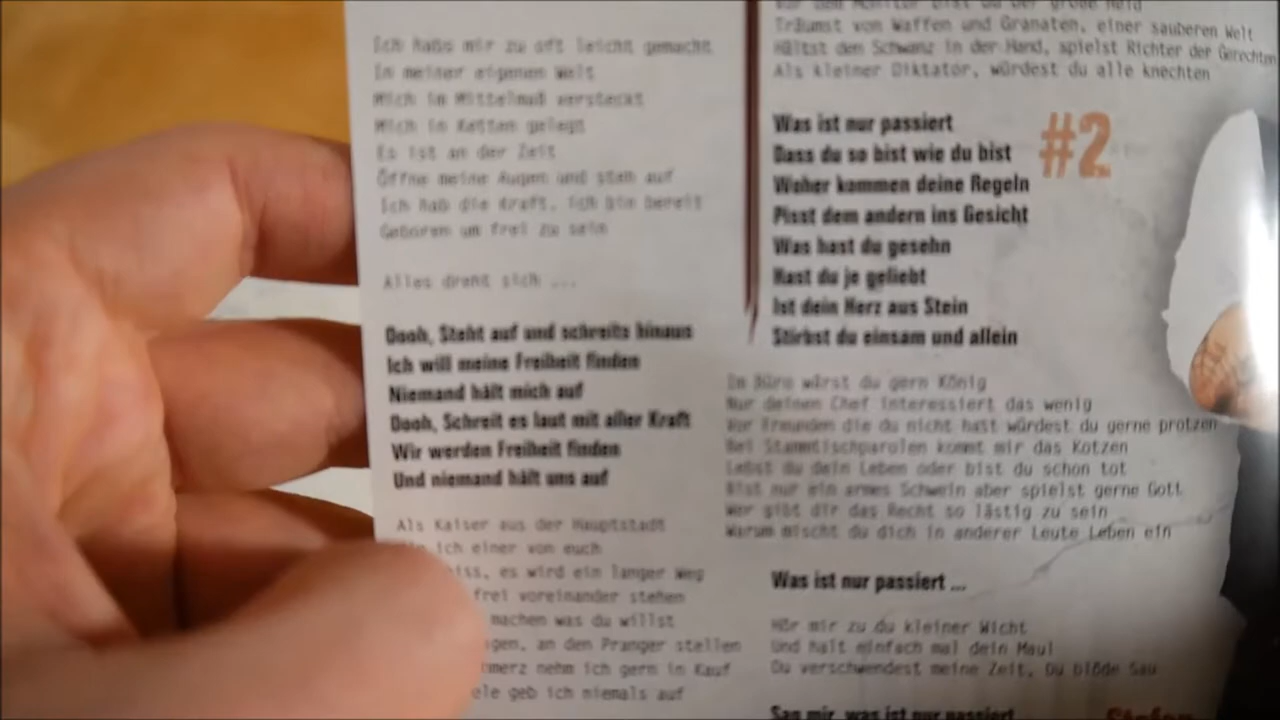 Ich habs mir zu oft leicht gemacht
In meiner eigenen Welt
Mich im Mittelmaß versteckt
Mich in Ketten gelegt
Es ist an der Zeit
Öffne meine Augen und steh auf
Ich hab die Kraft, ich bin bereit
Geboren um frei zu sein
Alles dreht sich ...
Oooh, Steht auf und schreits hinaus
Ich will meine Freiheit finden
Niemand hält mich auf
Oooh, Schreit es laut mit aller Kraft
Wir werden Freiheit finden
Und niemand hält uns auf
Als Kaiser aus der Hauptstadt
ich einer von euch
es wird ein langer Weg
frei voreinander stehen
machen was du willst
an den Pranger stellen
nehm ich gern in Kauf
geb ich niemals auf
Vor dem Monitor bist du der große Held
Träumst von Waffen und Granaten, einer sauberen Welt
Hältst den Schwanz in der Hand, spielst Richter der Gerechten
Als kleiner Diktator, würdest du alle knechten
#2
Was ist nur passiert
Dass du so bist wie du bist
Woher kommen deine Regeln
Pisst dem andern ins Gesicht
Was hast du gesehn
Hast du je geliebt
Ist dein Herz aus Stein
Stirbst du einsam und allein
Im Büro wärst du gern König
Nur deinen Chef interessiert das wenig
Vor Freunden die du nicht hast würdest du gerne protzen
Bei Stammtischparolen kommt mir das Kotzen
Lebst du dein Leben oder bist du schon tot
Bist nur ein armes Schwein aber spielst gerne Gott
Wer gibt dir das Recht so lästig zu sein
Warum mischt du dich in anderer Leute Leben ein
Was ist nur passiert ...
Hör mir zu du kleiner Wicht
Und halt einfach mal dein Maul
Du verschwendest meine Zeit, Du blöde Sau
Sag mir, was ist nur passiert
Stefan